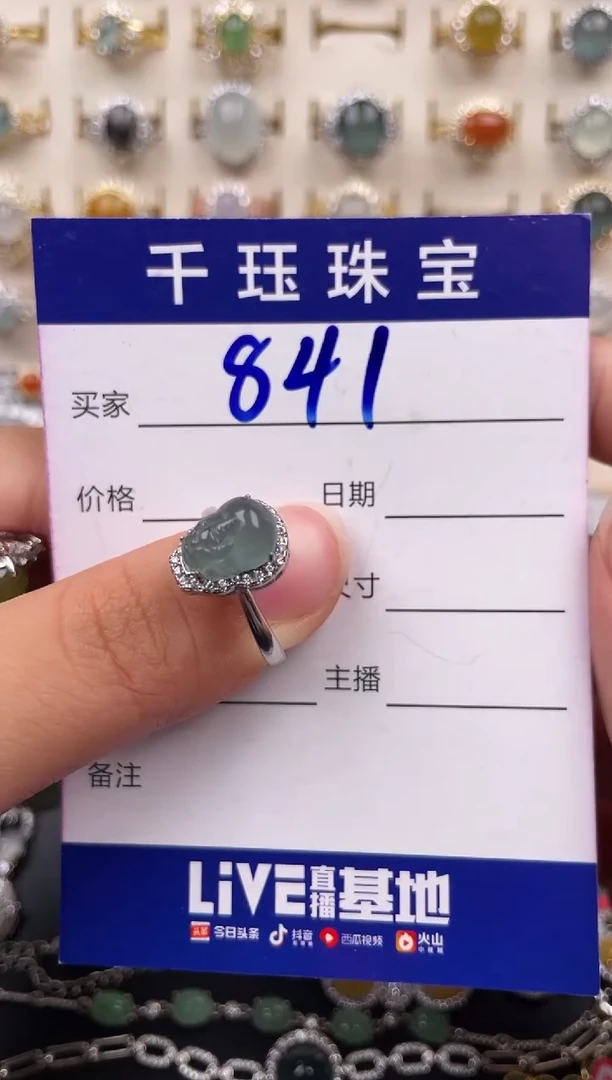 千珏珠宝
买家 841
价格 日期
尺寸
主播
备注
LiVE直播基地
今日头条 抖音 西瓜视频 火山